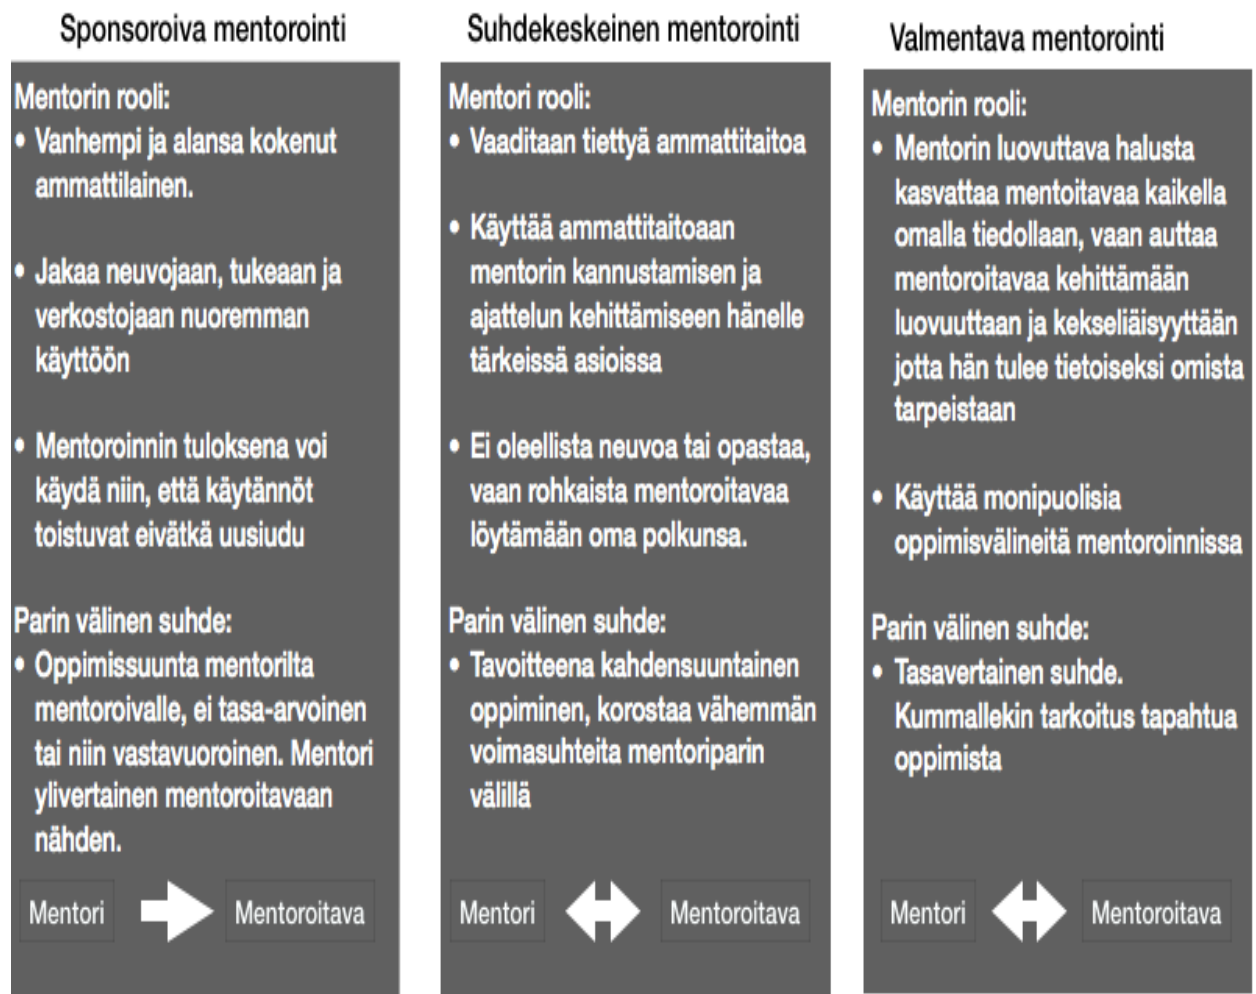 Sponsoroiva mentorointi
Mentorin rooli:
• Vanhempi ja alansa kokenut
ammattilainen.
• Jakaa neuvojaan, tukeaan ja
verkostojaan nuoremman
käyttöön
• Mentoroinnin tuloksena voi
käydä niin, että käytännöt
toistuvat eivätkä uusiudu
Parin välinen suhde:
• Oppimissuunta mentorilta
mentoroivalle, ei tasa-arvoinen
tai niin vastavuoroinen. Mentori
ylivertainen mentoroitavaan
nähden.
Mentori
Mentoroitava
Suhdekeskeinen mentorointi
Mentori rooli:
• Vaaditaan tiettyä ammattitaitoa
• Käyttää ammattitaitoaan
mentorin kannustamisen ja
ajattelun kehittämiseen hänelle
tärkeissä asioissa
• Ei oleellista neuvoa tai opastaa,
vaan rohkaista mentoroitavaa
löytämään oma polkunsa.
Parin välinen suhde:
• Tavoitteena kahdensuuntainen
oppiminen, korostaa vähemmän
voimasuhteita mentoriparin
välillä
Mentori
Mentoroitava
Valmentava mentorointi
Mentorin rooli:
• Mentorin luovuttava halusta
kasvattaa mentoitavaa kaikella
omalla tiedollaan, vaan auttaa
mentoroitavaa kehittämään
luovuuttaan ja kekseliäisyyttään
jotta hän tulee tietoiseksi omista
tarpeistaan
• Käyttää monipuolisia
oppimisvälineitä mentoroinnissa
Parin välinen suhde:
• Tasavertainen suhde.
Kummallekin tarkoitus tapahtua
oppimista
Mentori
Mentoroitava